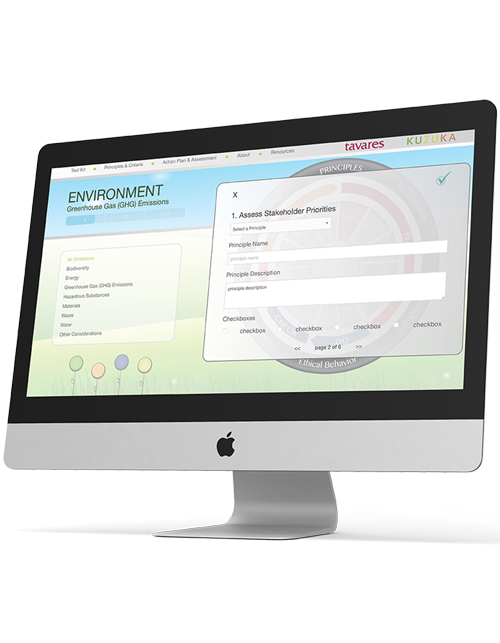 tavares
KUZUKA
Tool Kit
Principles & Criteria
Action Plan & Assessment
About
Resources
ENVIRONMENT
Greenhouse Gas (GHG) Emissions
Air Emissions
Biodiversity
Energy
Greenhouse Gas (GHG) Emissions
Hazardous Substances
Materials
Waste
Water
Other Considerations
PRINCIPLES
X
1. Assess Stakeholder Priorities
Select a Principle
Principle Name
principle name
Principle Description
principle description
Checkboxes
checkbox checkbox checkbox checkbox
<< page 2 of 6 >>
Ethical Behavior